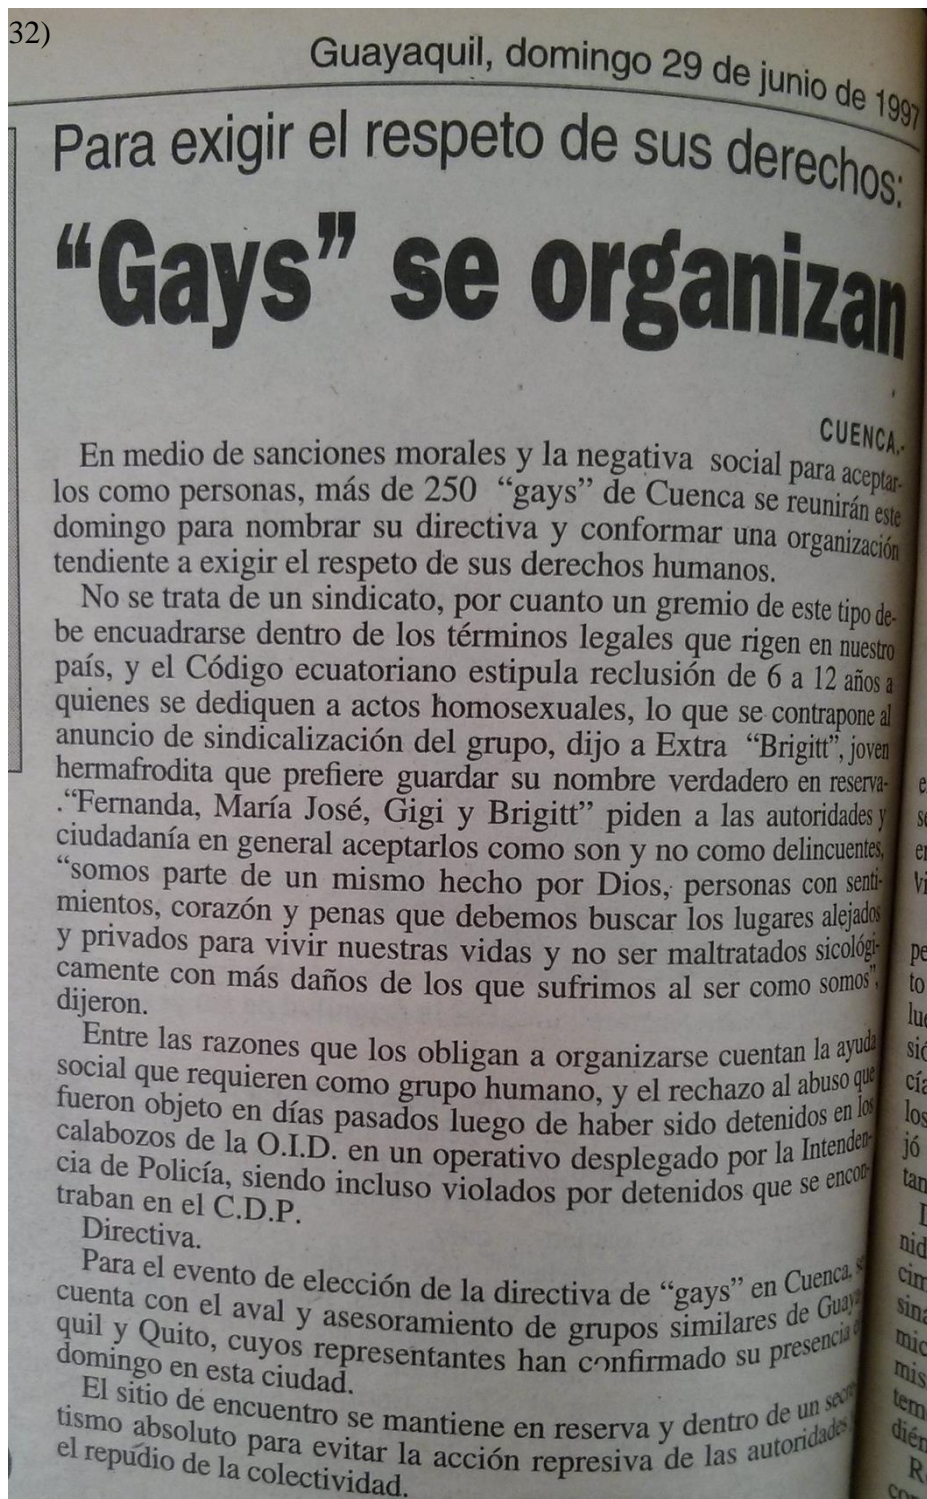 32)
Guayaquil, domingo 29 de junio de 1997
Para exigir el respeto de sus derechos:
“Gays” se organizan
CUENCA.-
En medio de sanciones morales y la negativa social para aceptar-
los como personas, más de 250 “gays” de Cuenca se reunirán este
domingo para nombrar su directiva y conformar una organización
tendiente a exigir el respeto de sus derechos humanos.
No se trata de un sindicato, por cuanto un gremio de este tipo de-
be encuadrarse dentro de los términos legales que rigen en nuestro
país, y el Código ecuatoriano estipula reclusión de 6 a 12 años a
quienes se dediquen a actos homosexuales, lo que se contrapone al
anuncio de sindicalización del grupo, dijo a Extra “Brigitt”, joven
hermafrodita que prefiere guardar su nombre verdadero en reserva-
.“Fernanda, María José, Gigi y Brigitt” piden a las autoridades y
ciudadanía en general aceptarlos como son y no como delincuentes,
“somos parte de un mismo hecho por Dios, personas con senti-
mientos, corazón y penas que debemos buscar los lugares alejados
y privados para vivir nuestras vidas y no ser maltratados sicológi-
camente con más daños de los que sufrimos al ser como somos”,
dijeron.
Entre las razones que los obligan a organizarse cuentan la ayuda
social que requieren como grupo humano, y el rechazo al abuso que
fueron objeto en días pasados luego de haber sido detenidos en los
calabozos de la O.I.D. en un operativo desplegado por la Intenden-
cia de Policía, siendo incluso violados por detenidos que se encon-
traban en el C.D.P.
Directiva.
Para el evento de elección de la directiva de “gays” en Cuenca, se
cuenta con el aval y asesoramiento de grupos similares de Guaya
quil y Quito, cuyos representantes han confirmado su presencia
domingo en esta ciudad.
El sitio de encuentro se mantiene en reserva y dentro de un secre
tismo absoluto para evitar la acción represiva de las autoridades
el repudio de la colectividad.